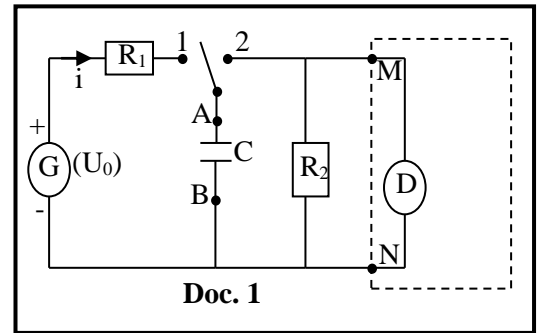 R₁ 1 2
i M
A
+ C
G (U₀) R₂ D
- B
N
Doc. 1